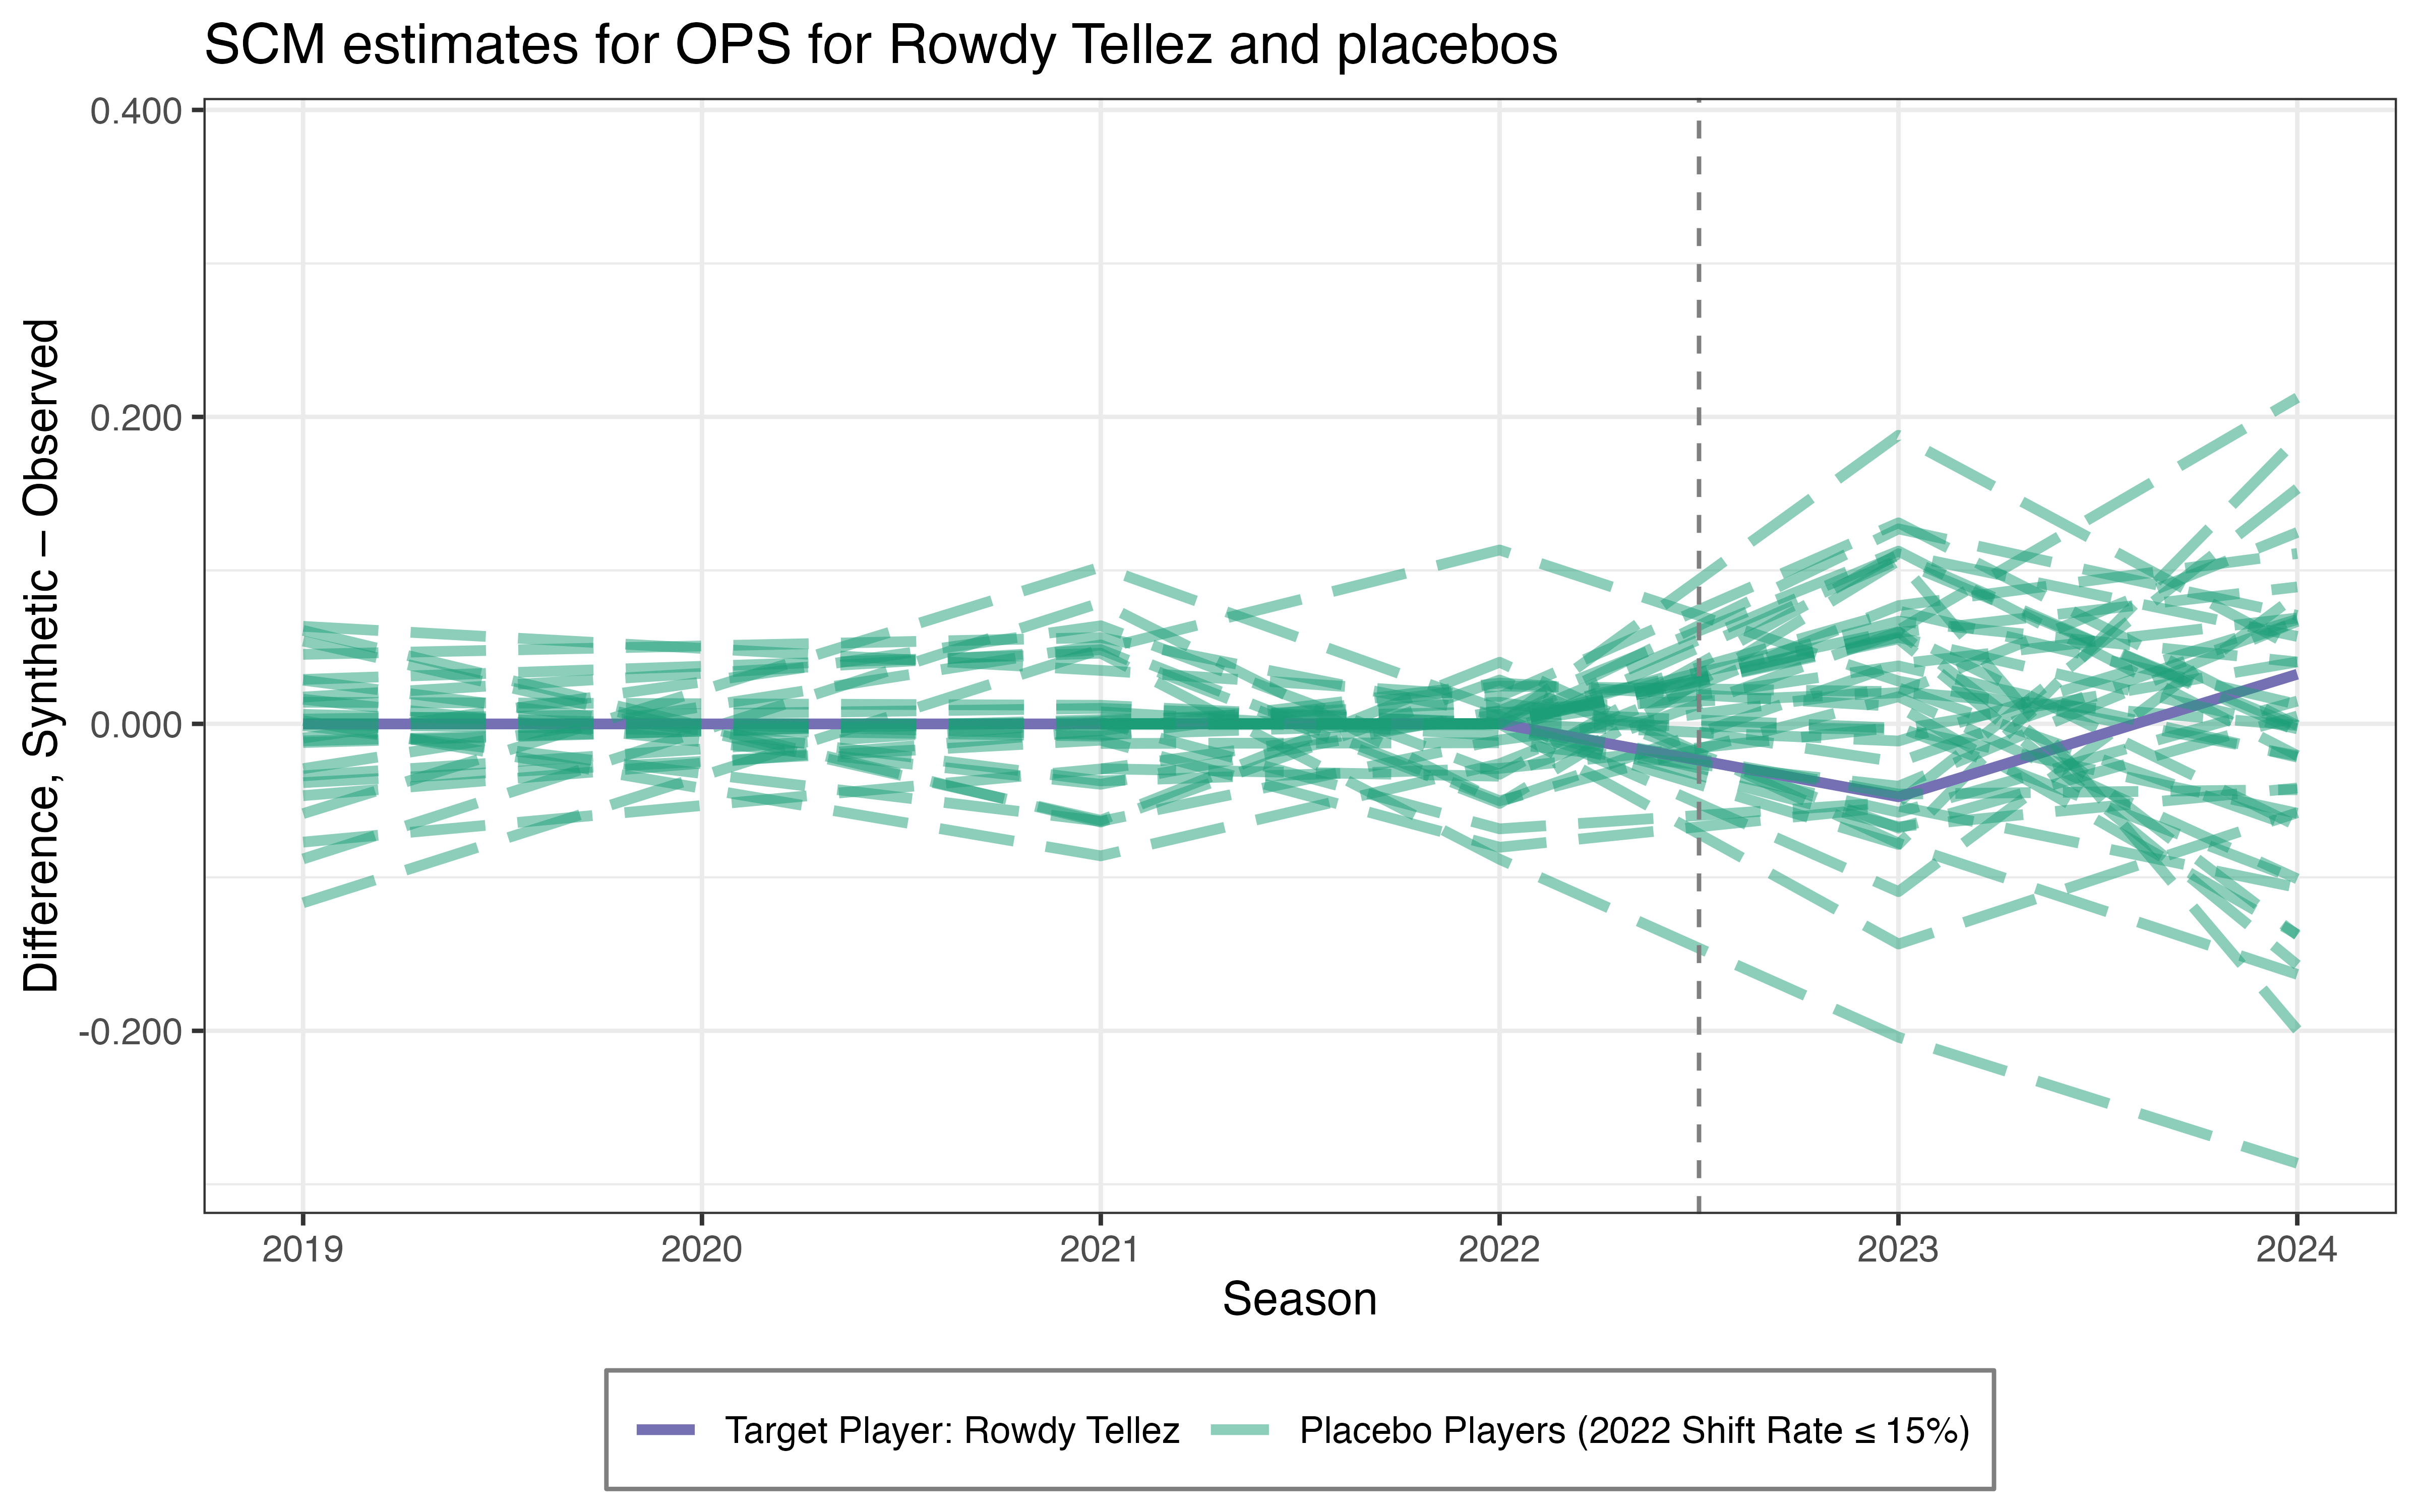 SCM estimates for OPS for Rowdy Tellez and placebos
Difference, Synthetic – Observed
0.400
0.200
0.000
-0.200
2019 2020 2021 2022 2023 2024
Season
Target Player: Rowdy Tellez Placebo Players (2022 Shift Rate ≤ 15%)